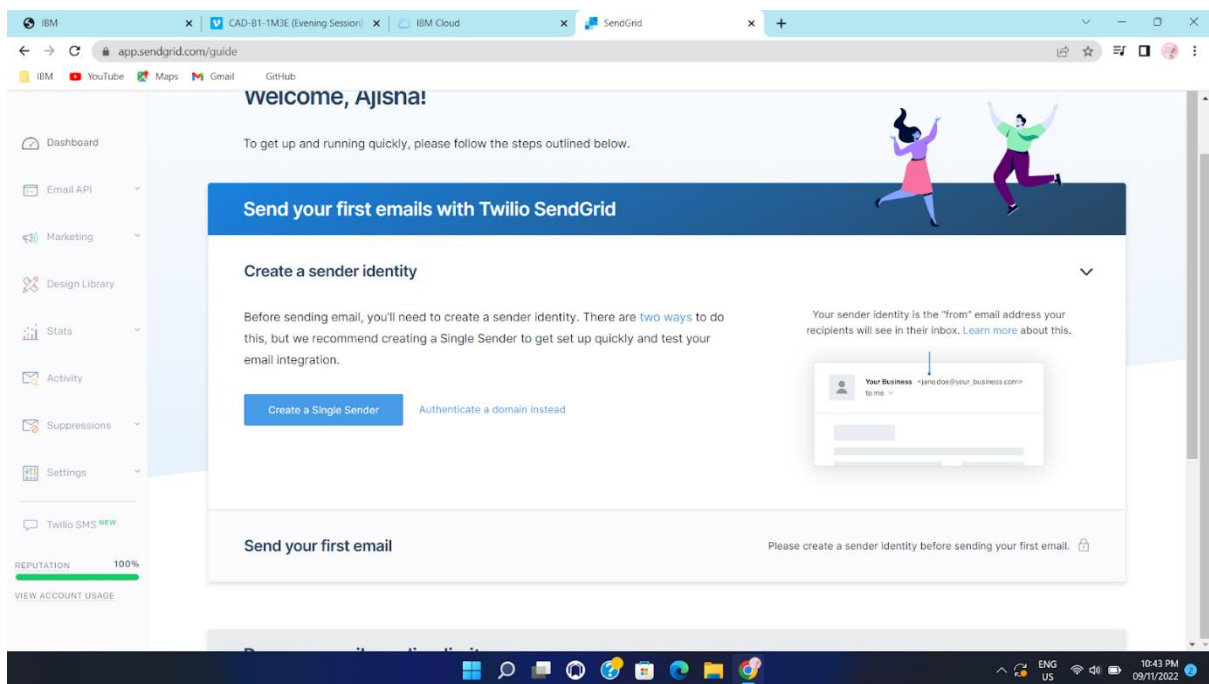 IBM
CAD-B1-1M3E (Evening Session)
IBM Cloud
SendGrid
app.sendgrid.com/guide
IBM
YouTube
Maps
Gmail
GitHub
Welcome, Ajisha!
To get up and running quickly, please follow the steps outlined below.
Dashboard
Email API
Marketing
Design Library
Stats
Activity
Suppressions
Settings
Twilio SMS NEW
REPUTATION 100%
VIEW ACCOUNT USAGE
Send your first emails with Twilio SendGrid
Create a sender identity
Before sending email, you'll need to create a sender identity. There are two ways to do
this, but we recommend creating a Single Sender to get set up quickly and test your
email integration.
Create a Single Sender
Authenticate a domain instead
Your sender identity is the "from" email address your
recipients will see in their inbox. Learn more about this.
Your Business <jane.doe@your_business.com>
to me
Send your first email
Please create a sender identity before sending your first email.
ENG
US
10:43 PM
09/11/2022
2